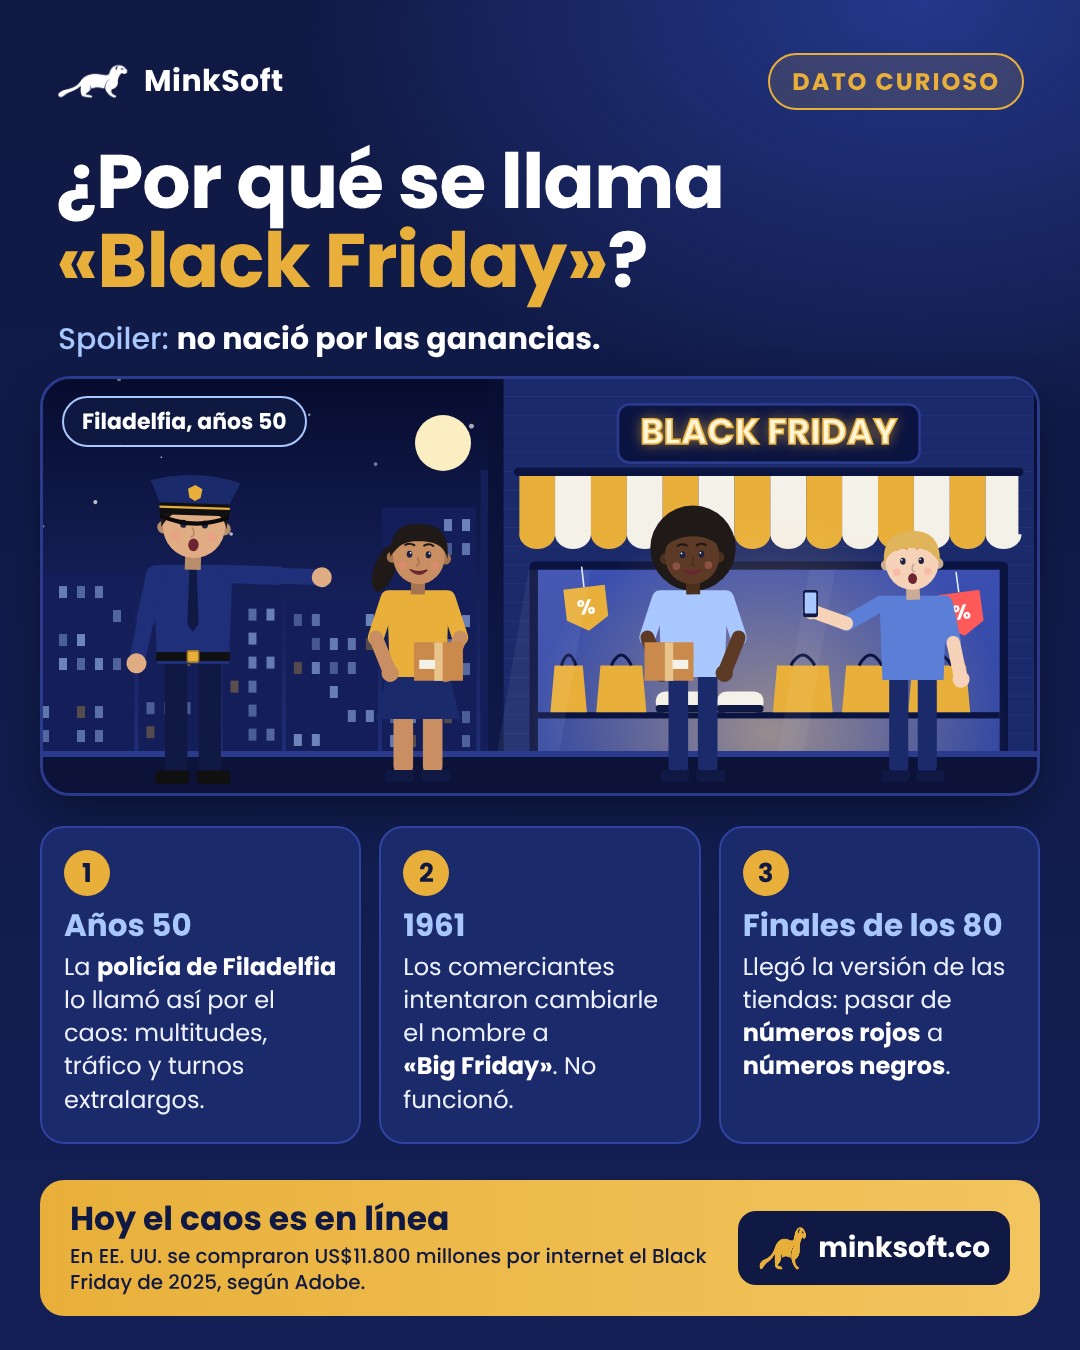 MinkSoft
DATO CURIOSO
¿Por qué se llama
«Black Friday»?
Spoiler: no nació por las ganancias.
Filadelfia, años 50
BLACK FRIDAY
%
%
1
Años 50
La policía de Filadelfia
lo llamó así por el
caos: multitudes,
tráfico y turnos
extralargos.
2
1961
Los comerciantes
intentaron cambiarle
el nombre a
«Big Friday». No
funcionó.
3
Finales de los 80
Llegó la versión de las
tiendas: pasar de
números rojos a
números negros.
Hoy el caos es en línea
En EE. UU. se compraron US$11.800 millones por internet el Black
Friday de 2025, según Adobe.
minksoft.co